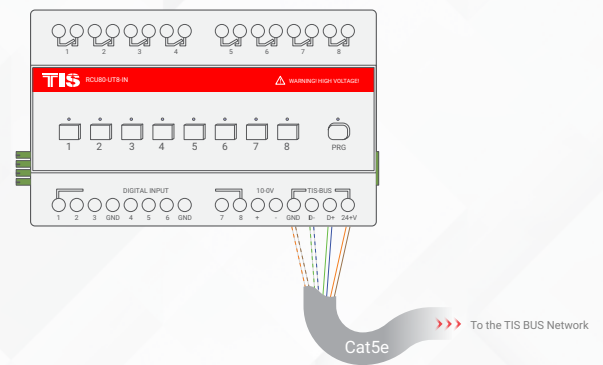 1 2 3 4 5 6 7 8
TIS RCU80-UT8-IN WARNING! HIGH VOLTAGE!
1 2 3 4 5 6 7 8 PRG
DIGITAL INPUT 10-0V TIS-BUS
1 2 3 GND 4 5 6 GND 7 8 + - GND D- D+ 24+V
Cat5e
To the TIS BUS Network